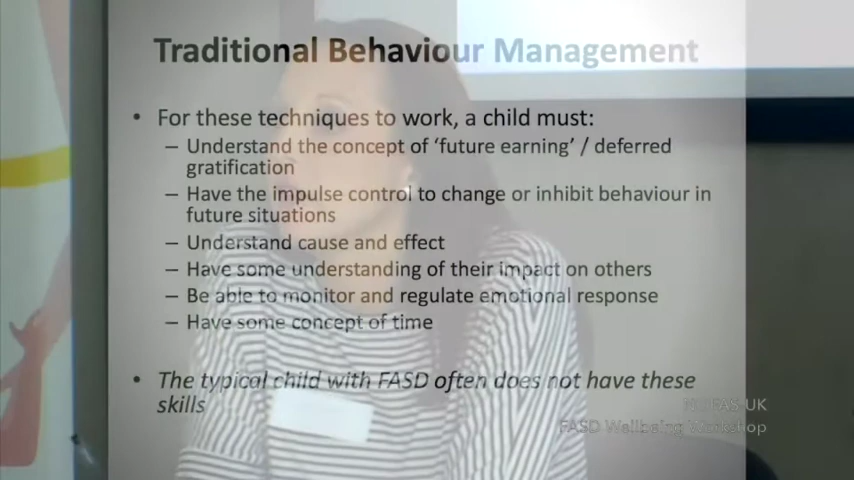 Traditional Behaviour Management
• For these techniques to work, a child must:
– Understand the concept of ‘future earning’ / deferred
gratification
– Have the impulse control to change or inhibit behaviour in
future situations
– Understand cause and effect
– Have some understanding of their impact on others
– Be able to monitor and regulate emotional response
– Have some concept of time
• The typical child with FASD often does not have these
skills
NOFAS-UK
FASD Wellbeing Workshop